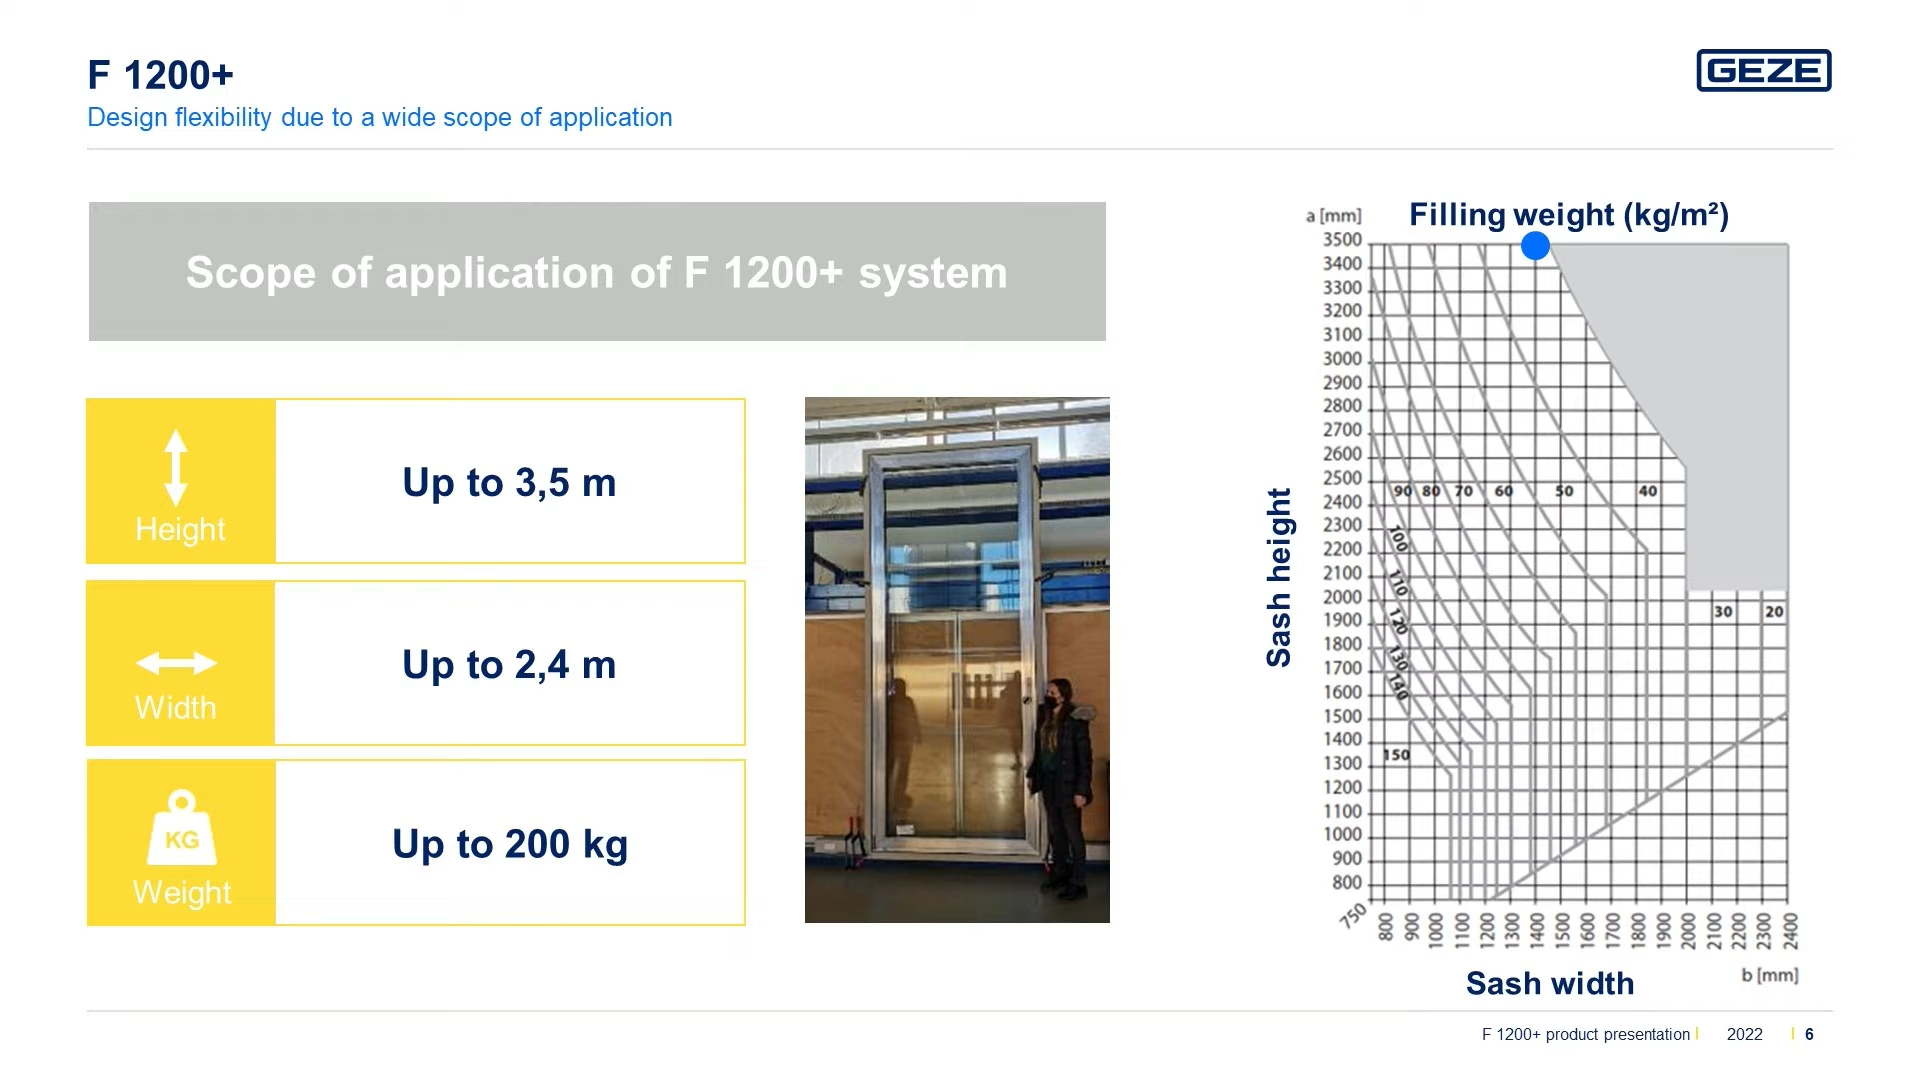 F 1200+
Design flexibility due to a wide scope of application
GEZE
Scope of application of F 1200+ system
Height
Up to 3,5 m
Width
Up to 2,4 m
KG
Weight
Up to 200 kg
a [mm]
Filling weight (kg/m²)
3500
3400
3300
3200
3100
3000
2900
2800
2700
2600
2500
2400
2300
2200
2100
2000
1900
1800
1700
1600
1500
1400
1300
1200
1100
1000
900
800
750
90 80 70 60 50 40
100
110
120
130
140
150
30 20
Sash height
800 900 1000 1100 1200 1300 1400 1500 1600 1700 1800 1900 2000 2100 2200 2300 2400
Sash width
b [mm]
F 1200+ product presentation
2022
6